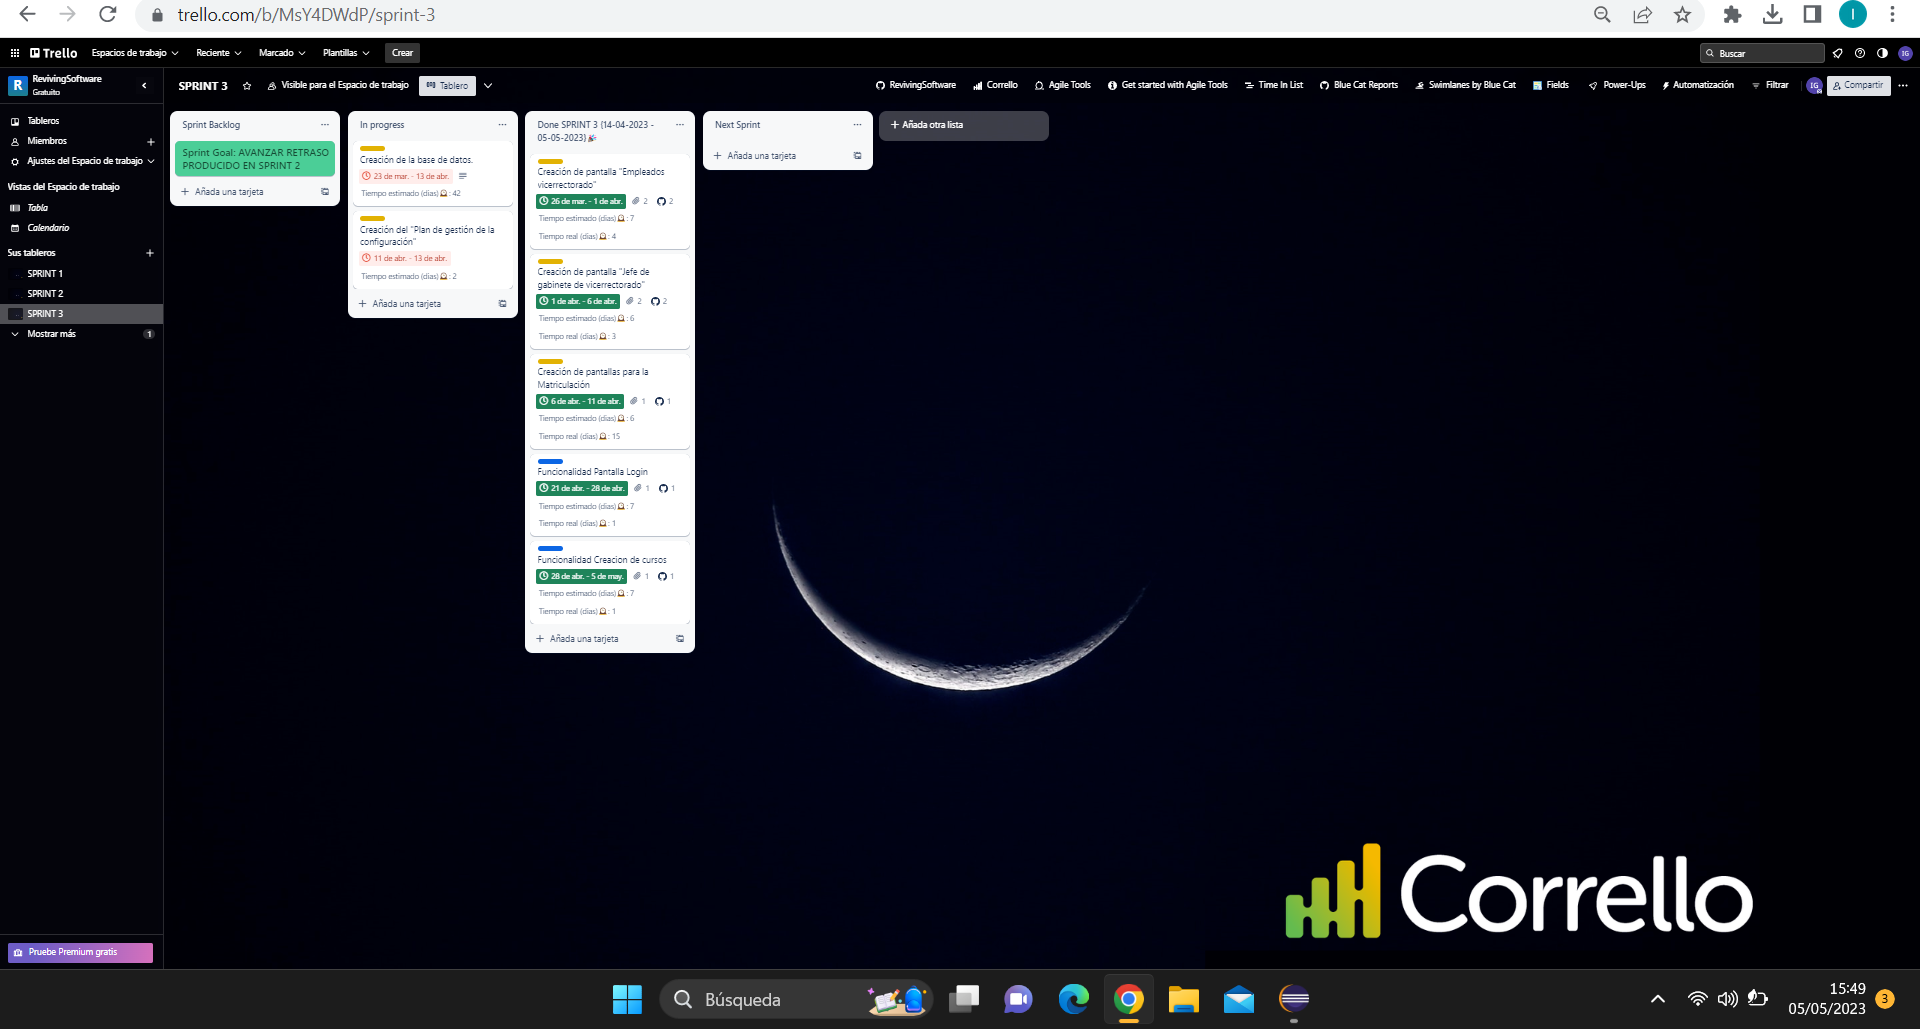 trello.com/b/MsY4DWdP/sprint-3
I
Trello
Espacios de trabajo
Reciente
Marcado
Plantillas
Crear
Buscar
IG
R
RevivingSoftware
Gratuito
SPRINT 3
Visible para el Espacio de trabajo
Tablero
RevivingSoftware
Corrello
Agile Tools
Get started with Agile Tools
Time In List
Blue Cat Reports
Swimlanes by Blue Cat
Fields
Power-Ups
Automatización
Filtrar
IG
Compartir
Tableros
Miembros
Ajustes del Espacio de trabajo
Vistas del Espacio de trabajo
Tabla
Calendario
Sus tableros
SPRINT 1
SPRINT 2
SPRINT 3
Mostrar más
1
Pruebe Premium gratis
Sprint Backlog
Sprint Goal: AVANZAR RETRASO
PRODUCIDO EN SPRINT 2
Añada una tarjeta
In progress
Creación de la base de datos.
23 de mar. - 13 de abr.
Tiempo estimado (días) : 42
Creación del "Plan de gestión de la
configuración"
11 de abr. - 13 de abr.
Tiempo estimado (días) : 2
Añada una tarjeta
Done SPRINT 3 (14-04-2023 -
05-05-2023)🎉
Creación de pantalla "Empleados
vicerrectorado"
26 de mar. - 1 de abr. 2 2
Tiempo estimado (días) : 7
Tiempo real (días) : 4
Creación de pantalla "Jefe de
gabinete de vicerrectorado"
1 de abr. - 6 de abr. 2 2
Tiempo estimado (días) : 6
Tiempo real (días) : 3
Creación de pantallas para la
Matriculación
6 de abr. - 11 de abr. 1 1
Tiempo estimado (días) : 6
Tiempo real (días) : 15
Funcionalidad Pantalla Login
21 de abr. - 28 de abr. 1 1
Tiempo estimado (días) : 7
Tiempo real (días) : 1
Funcionalidad Creacion de cursos
28 de abr. - 5 de may. 1 1
Tiempo estimado (días) : 7
Tiempo real (días) : 1
Añada una tarjeta
Next Sprint
Añada una tarjeta
Añada otra lista
Corrello
Búsqueda
15:49
05/05/2023
3